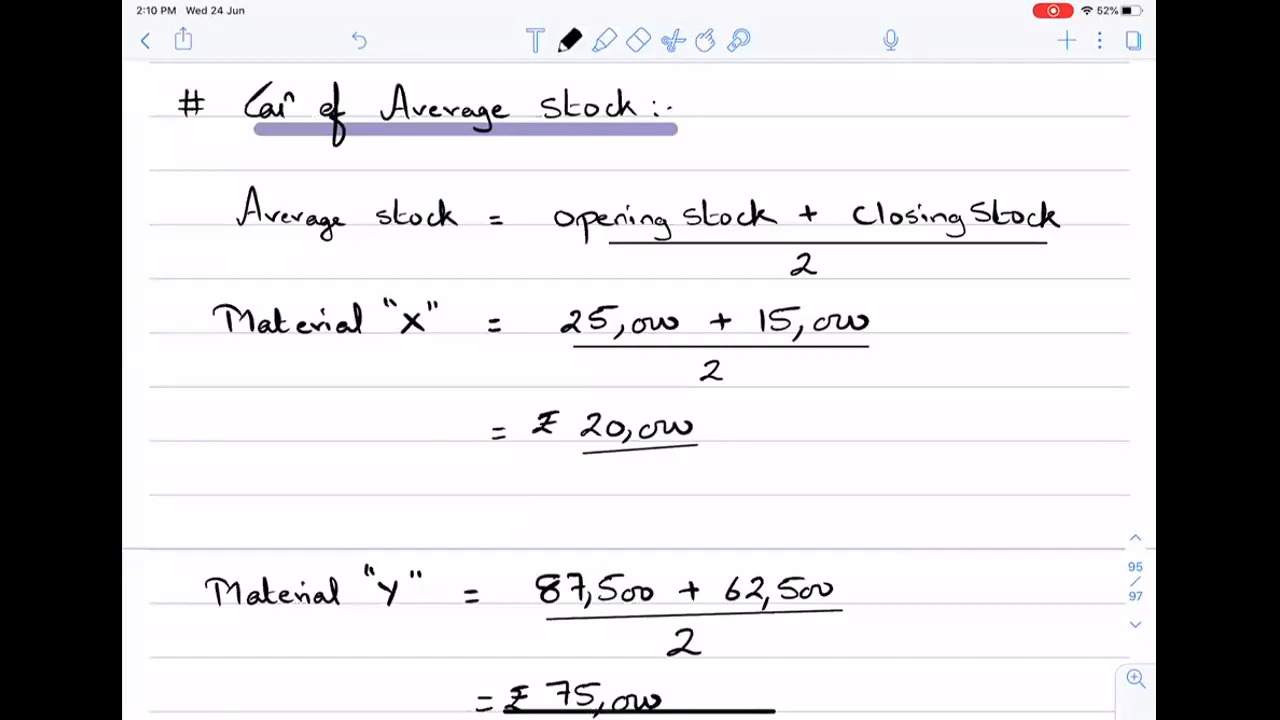 2:10 PM Wed 24 Jun
52%
# Calⁿ of Average stock :-
Average stock = opening stock + closing stock
2
Material "X" = 25,000 + 15,000
2
= ₹ 20,000
Material "Y" = 87,500 + 62,500
2
= ₹ 75,000
95
/
97